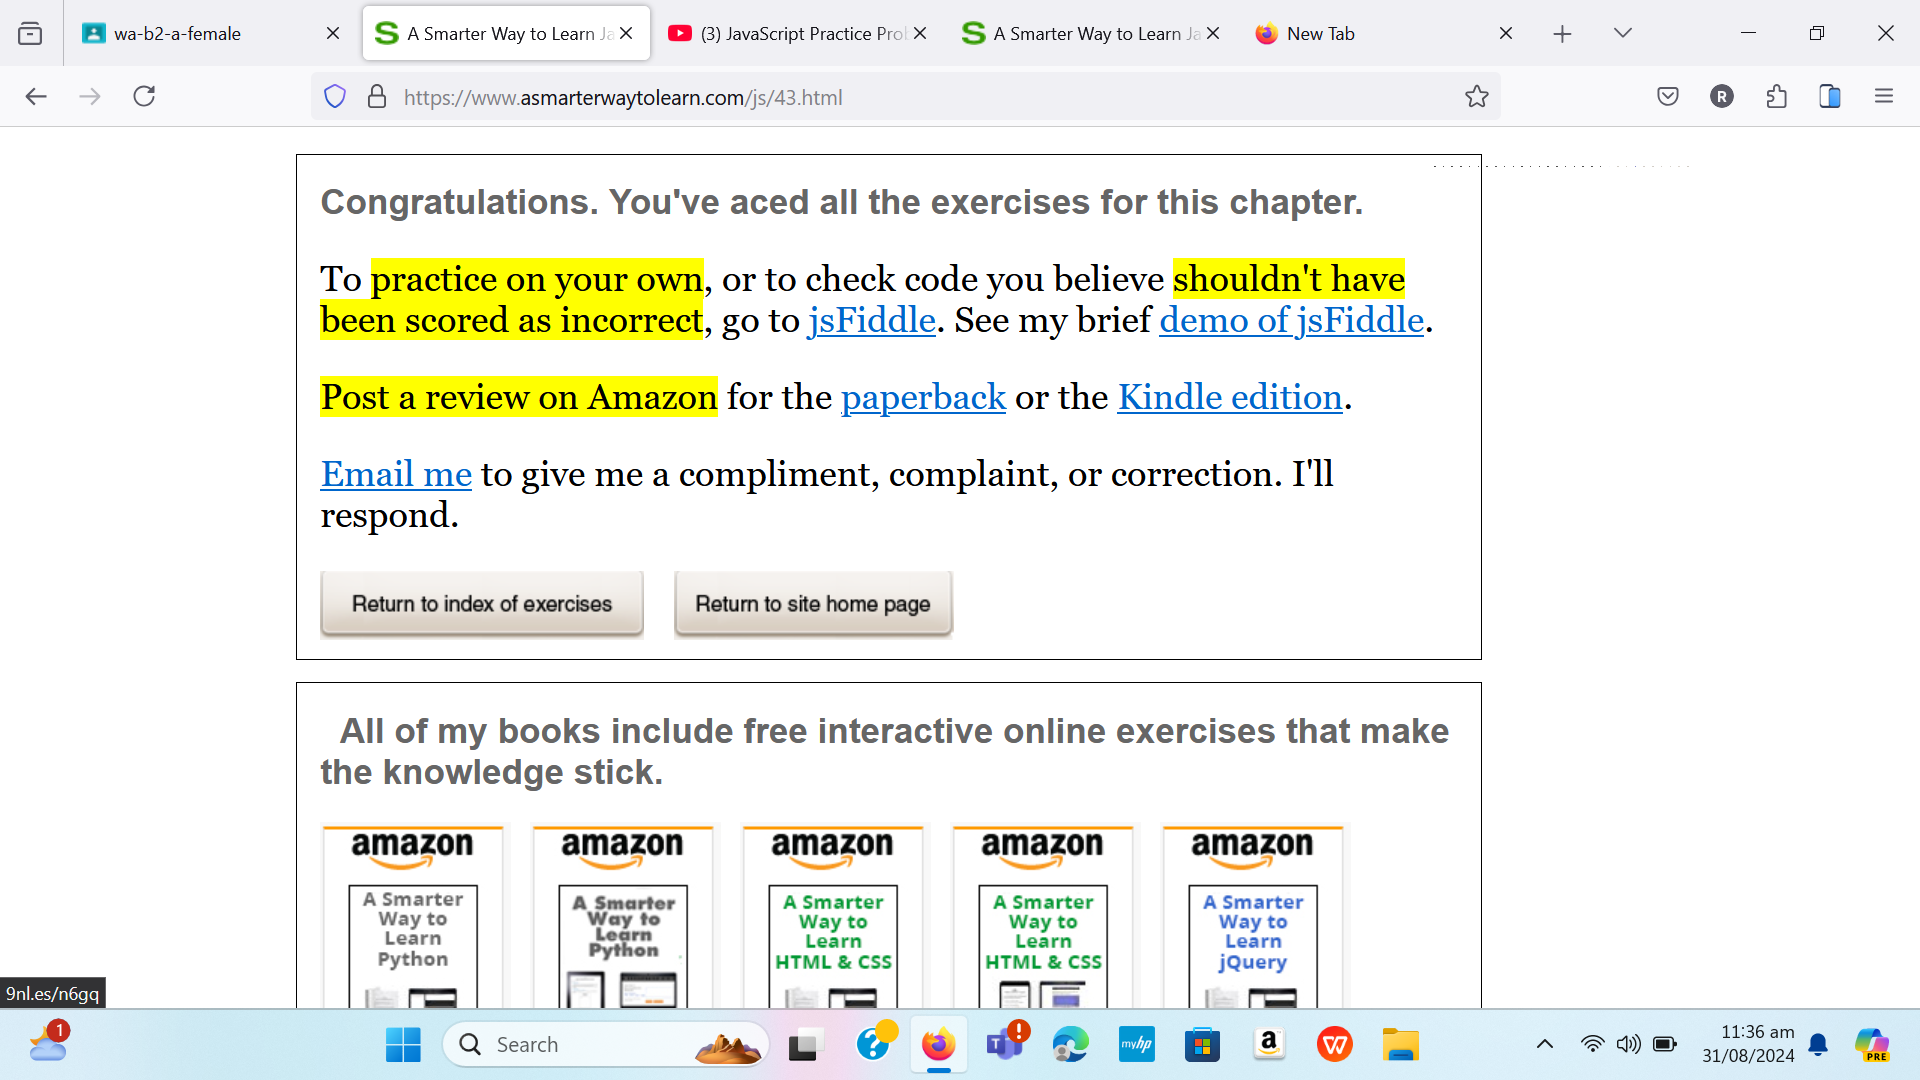 wa-b2-a-female
A Smarter Way to Learn Ja
(3) JavaScript Practice Prol
A Smarter Way to Learn Ja
New Tab
https://www.asmarterwaytolearn.com/js/43.html
R
Congratulations. You've aced all the exercises for this chapter.
To practice on your own, or to check code you believe shouldn't have
been scored as incorrect, go to jsFiddle. See my brief demo of jsFiddle.
Post a review on Amazon for the paperback or the Kindle edition.
Email me to give me a compliment, complaint, or correction. I'll
respond.
Return to index of exercises
Return to site home page
All of my books include free interactive online exercises that make
the knowledge stick.
amazon
A Smarter
Way to
Learn
Python
amazon
A Smarter
Way to
Learn
Python
amazon
A Smarter
Way to
Learn
HTML & CSS
amazon
A Smarter
Way to
Learn
HTML & CSS
amazon
A Smarter
Way to
Learn
jQuery
9nl.es/n6gq
1
Search
?
T
!
myhp
a
W
11:36 am
31/08/2024
PRE